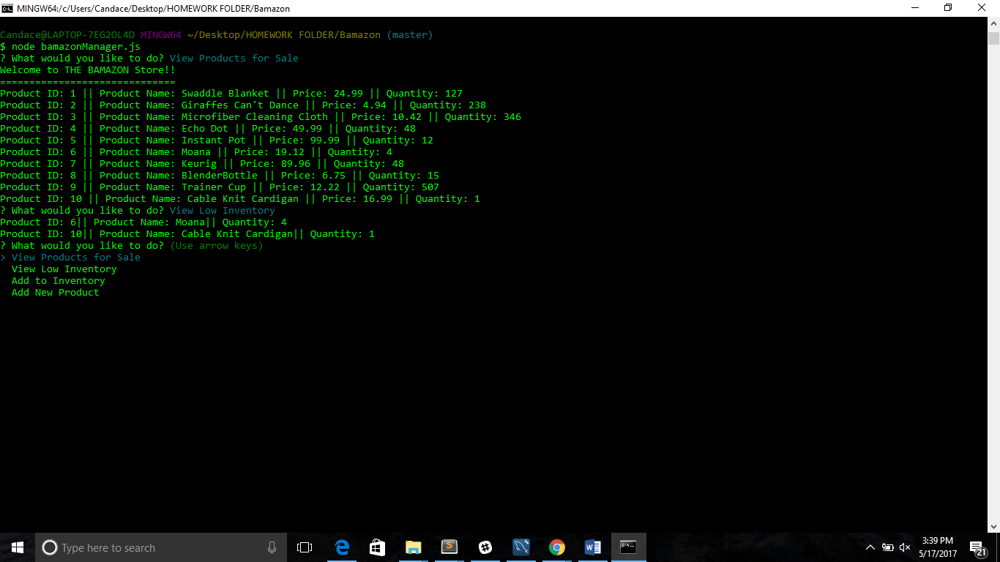 MINGW64:/c/Users/Candace/Desktop/HOMEWORK FOLDER/Bamazon
Candace@LAPTOP-7EG2OL4D MINGW64 ~/Desktop/HOMEWORK FOLDER/Bamazon (master)
$ node bamazonManager.js
? What would you like to do? View Products for Sale
Welcome to THE BAMAZON Store!!
==============================
Product ID: 1 || Product Name: Swaddle Blanket || Price: 24.99 || Quantity: 127
Product ID: 2 || Product Name: Giraffes Can't Dance || Price: 4.94 || Quantity: 238
Product ID: 3 || Product Name: Microfiber Cleaning Cloth || Price: 10.42 || Quantity: 346
Product ID: 4 || Product Name: Echo Dot || Price: 49.99 || Quantity: 48
Product ID: 5 || Product Name: Instant Pot || Price: 99.99 || Quantity: 12
Product ID: 6 || Product Name: Moana || Price: 19.12 || Quantity: 4
Product ID: 7 || Product Name: Keurig || Price: 89.96 || Quantity: 48
Product ID: 8 || Product Name: BlenderBottle || Price: 6.75 || Quantity: 15
Product ID: 9 || Product Name: Trainer Cup || Price: 12.22 || Quantity: 507
Product ID: 10 || Product Name: Cable Knit Cardigan || Price: 16.99 || Quantity: 1
? What would you like to do? View Low Inventory
Product ID: 6|| Product Name: Moana|| Quantity: 4
Product ID: 10|| Product Name: Cable Knit Cardigan|| Quantity: 1
? What would you like to do? (Use arrow keys)
> View Products for Sale
  View Low Inventory
  Add to Inventory
  Add New Product
Type here to search
3:39 PM
5/17/2017
21